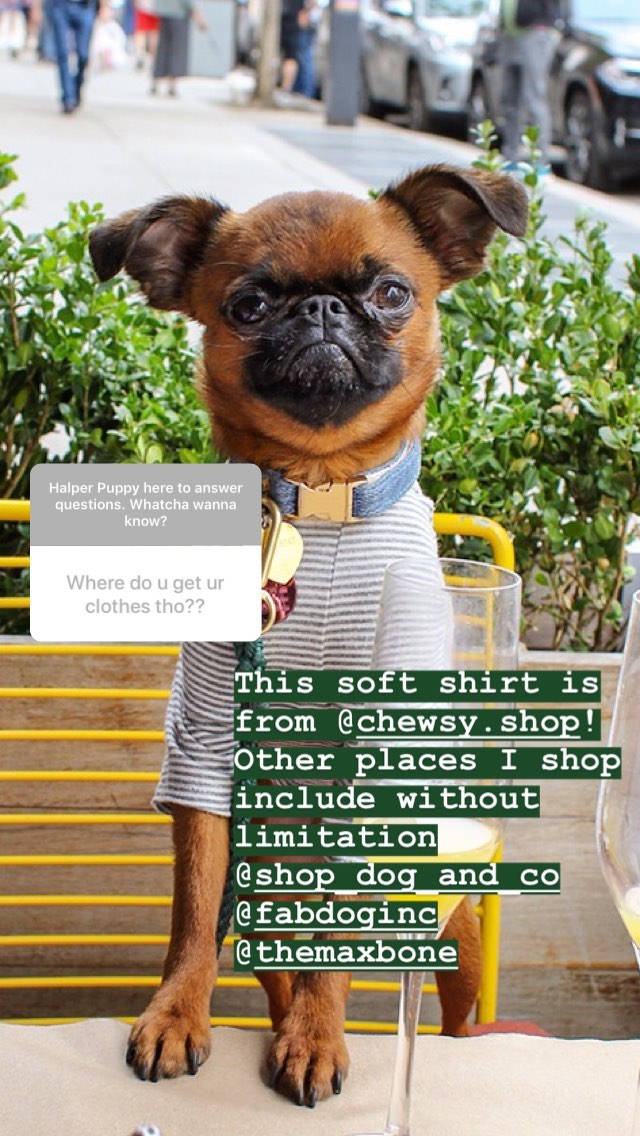 Halper Puppy here to answer
questions. Whatcha wanna
know?
Where do u get ur
clothes tho??
This soft shirt is
from @chewsy.shop!
Other places I shop
include without
limitation
@shop_dog_and_co
@fabdoginc
@themaxbone